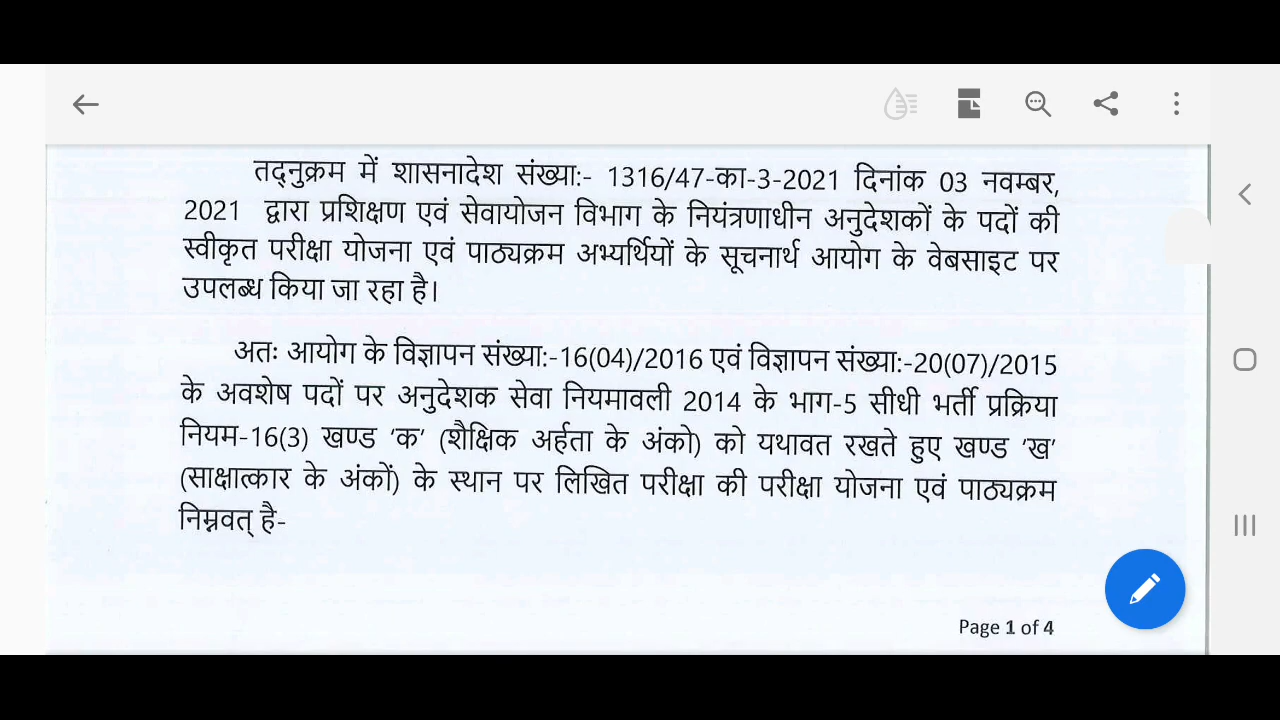 तद्नुक्रम में शासनादेश संख्याः- 1316/47-का-3-2021 दिनांक 03 नवम्बर,
2021 द्वारा प्रशिक्षण एवं सेवायोजन विभाग के नियंत्रणाधीन अनुदेशकों के पदों की
स्वीकृत परीक्षा योजना एवं पाठ्यक्रम अभ्यर्थियों के सूचनार्थ आयोग के वेबसाइट पर
उपलब्ध किया जा रहा है।
अतः आयोग के विज्ञापन संख्याः-16(04)/2016 एवं विज्ञापन संख्याः-20(07)/2015
के अवशेष पदों पर अनुदेशक सेवा नियमावली 2014 के भाग-5 सीधी भर्ती प्रक्रिया
नियम-16(3) खण्ड ‘क’ (शैक्षिक अर्हता के अंको) को यथावत रखते हुए खण्ड ‘ख’
(साक्षात्कार के अंकों) के स्थान पर लिखित परीक्षा की परीक्षा योजना एवं पाठ्यक्रम
निम्नवत् है-
Page 1 of 4